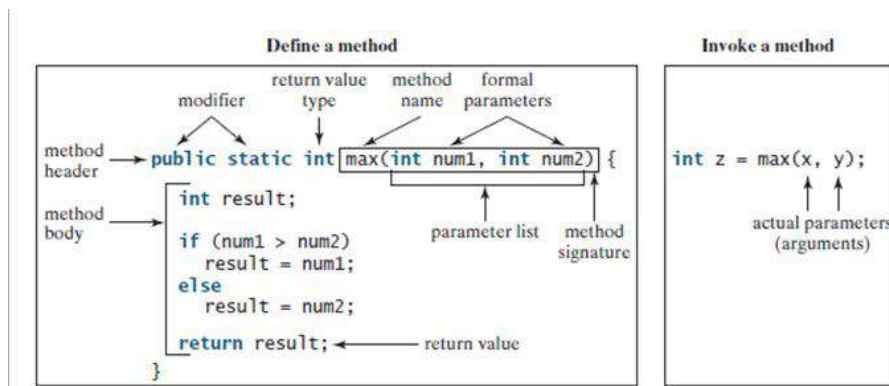 Define a method
Invoke a method
return value type
method name
formal parameters
modifier
method header
public static int max(int num1, int num2) {
int z = max(x, y);
method body
int result;
parameter list
method signature
actual parameters (arguments)
if (num1 > num2)
result = num1;
else
result = num2;
return result;
return value
}